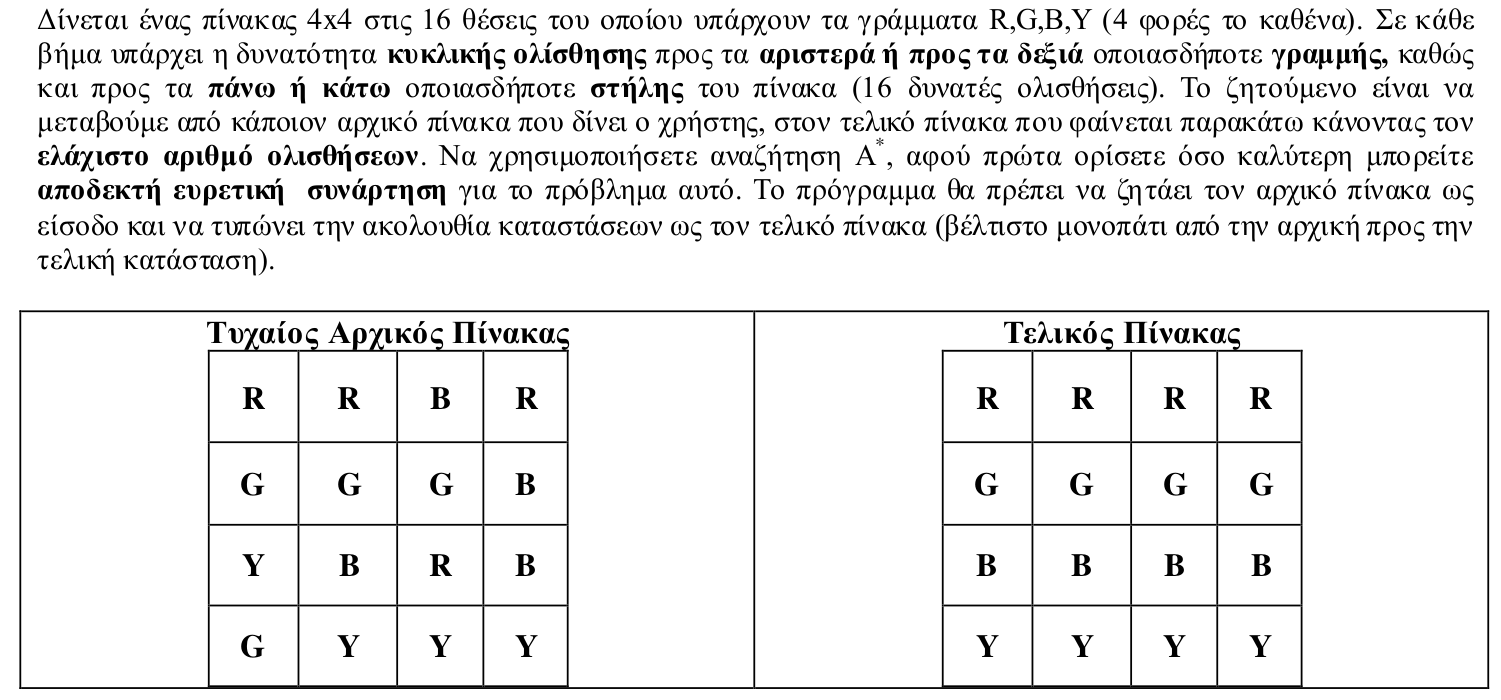 Δίνεται ένας πίνακας 4x4 στις 16 θέσεις του οποίου υπάρχουν τα γράμματα R,G,B,Y (4 φορές το καθένα). Σε κάθε
βήμα υπάρχει η δυνατότητα κυκλικής ολίσθησης προς τα αριστερά ή προς τα δεξιά οποιασδήποτε γραμμής, καθώς
και προς τα πάνω ή κάτω οποιασδήποτε στήλης του πίνακα (16 δυνατές ολισθήσεις). Το ζητούμενο είναι να
μεταβούμε από κάποιον αρχικό πίνακα που δίνει ο χρήστης, στον τελικό πίνακα που φαίνεται παρακάτω κάνοντας τον
ελάχιστο αριθμό ολισθήσεων. Να χρησιμοποιήσετε αναζήτηση A*, αφού πρώτα ορίσετε όσο καλύτερη μπορείτε
αποδεκτή ευρετική συνάρτηση για το πρόβλημα αυτό. Το πρόγραμμα θα πρέπει να ζητάει τον αρχικό πίνακα ως
είσοδο και να τυπώνει την ακολουθία καταστάσεων ως τον τελικό πίνακα (βέλτιστο μονοπάτι από την αρχική προς την
τελική κατάσταση).
Τυχαίος Αρχικός Πίνακας
R R B R
G G G B
Y B R B
G Y Y Y
Τελικός Πίνακας
R R R R
G G G G
B B B B
Y Y Y Y